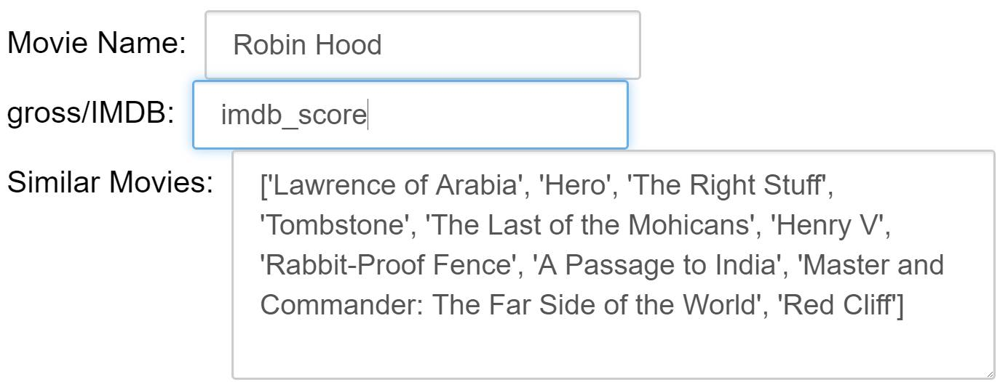 Movie Name: Robin Hood
gross/IMDB: imdb_score
Similar Movies: ['Lawrence of Arabia', 'Hero', 'The Right Stuff',
'Tombstone', 'The Last of the Mohicans', 'Henry V',
'Rabbit-Proof Fence', 'A Passage to India', 'Master and
Commander: The Far Side of the World', 'Red Cliff']